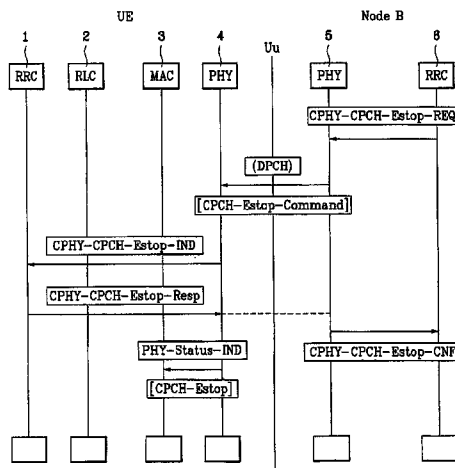 UE
Node B
1
2
3
4
Uu
5
6
RRC
RLC
MAC
PHY
PHY
RRC
CPHY-CPCH-Estop-REQ
(DPCH)
[CPCH-Estop-Command]
CPHY-CPCH-Estop-IND
CPHY-CPCH-Estop-Resp
PHY-Status-IND
CPHY-CPCH-Estop-CNF
[CPCH-Estop]